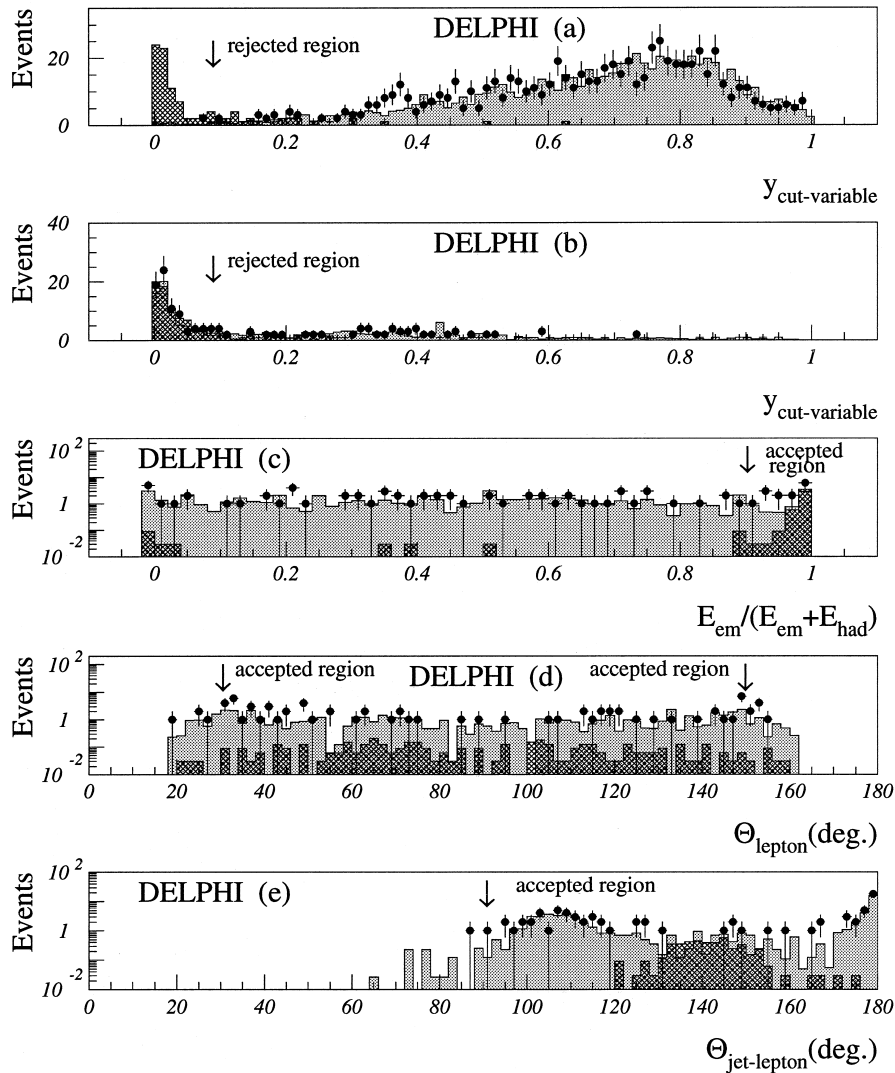 Events
20
0
DELPHI (a)
rejected region
0 0.2 0.4 0.6 0.8 1
y cut-variable
Events
40
20
0
DELPHI (b)
rejected region
0 0.2 0.4 0.6 0.8 1
y cut-variable
Events
10 2
1
10 -2
DELPHI (c)
accepted
region
0 0.2 0.4 0.6 0.8 1
E em/(E em+E had)
Events
10 2
1
10 -2
accepted region
DELPHI (d)
accepted region
0 20 40 60 80 100 120 140 160 180
Θ lepton(deg.)
Events
10 2
1
10 -2
DELPHI (e)
accepted region
0 20 40 60 80 100 120 140 160 180
Θ jet-lepton(deg.)